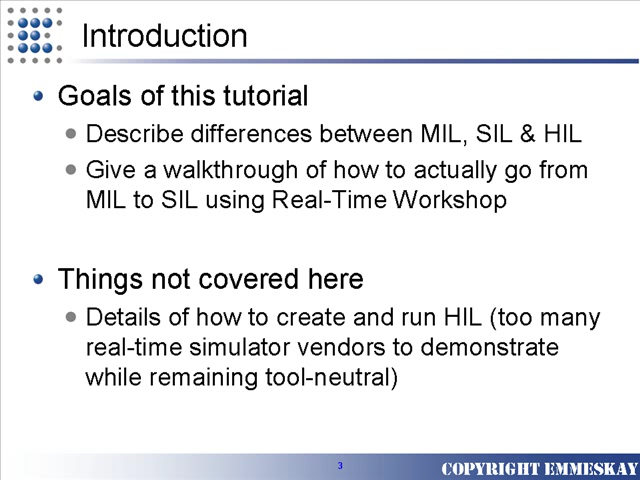 Introduction
Goals of this tutorial
Describe differences between MIL, SIL & HIL
Give a walkthrough of how to actually go from
MIL to SIL using Real-Time Workshop
Things not covered here
Details of how to create and run HIL (too many
real-time simulator vendors to demonstrate
while remaining tool-neutral)
3
COPYRIGHT EMMESKAY